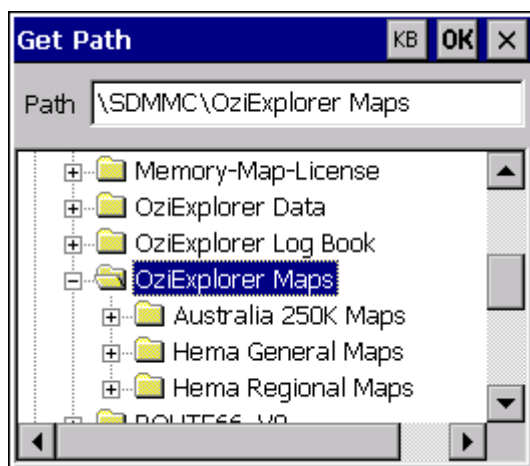 Get Path KB OK
Path \SDMMC\OziExplorer Maps
Memory-Map-License
OziExplorer Data
OziExplorer Log Book
OziExplorer Maps
Australia 250K Maps
Hema General Maps
Hema Regional Maps